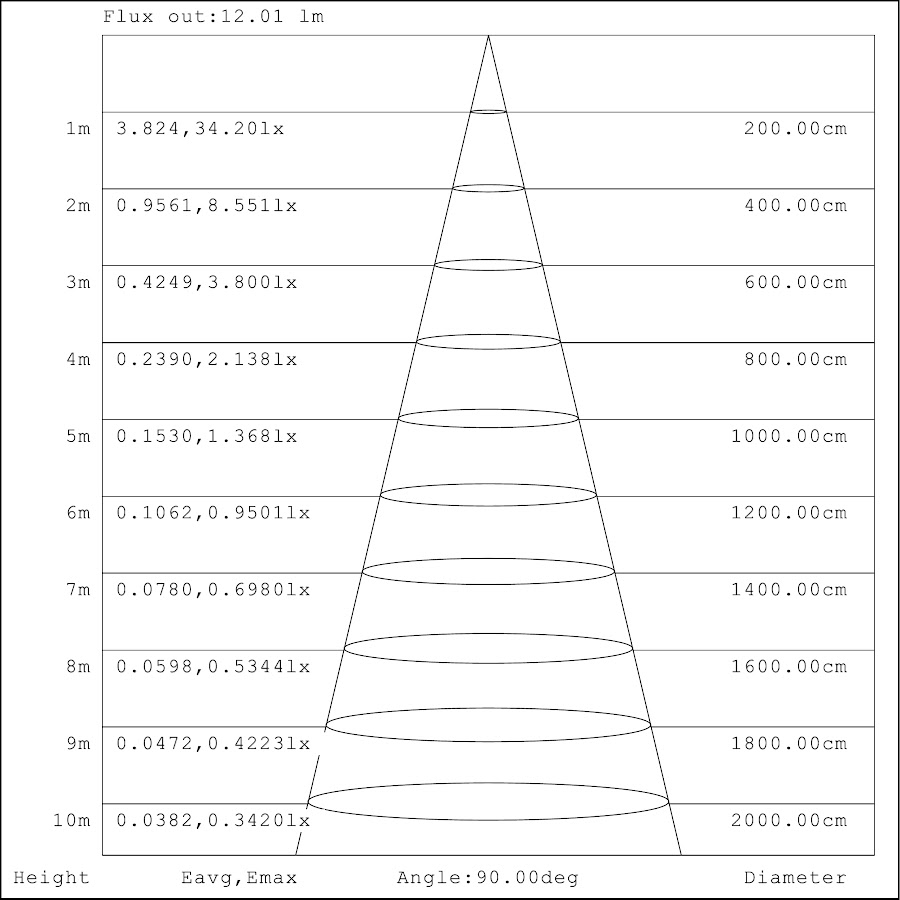 Flux out:12.01 lm
1m 3.824,34.20lx 200.00cm
2m 0.9561,8.551lx 400.00cm
3m 0.4249,3.800lx 600.00cm
4m 0.2390,2.138lx 800.00cm
5m 0.1530,1.368lx 1000.00cm
6m 0.1062,0.9501lx 1200.00cm
7m 0.0780,0.6980lx 1400.00cm
8m 0.0598,0.5344lx 1600.00cm
9m 0.0472,0.4223lx 1800.00cm
10m 0.0382,0.3420lx 2000.00cm
Height Eavg,Emax Angle:90.00deg Diameter